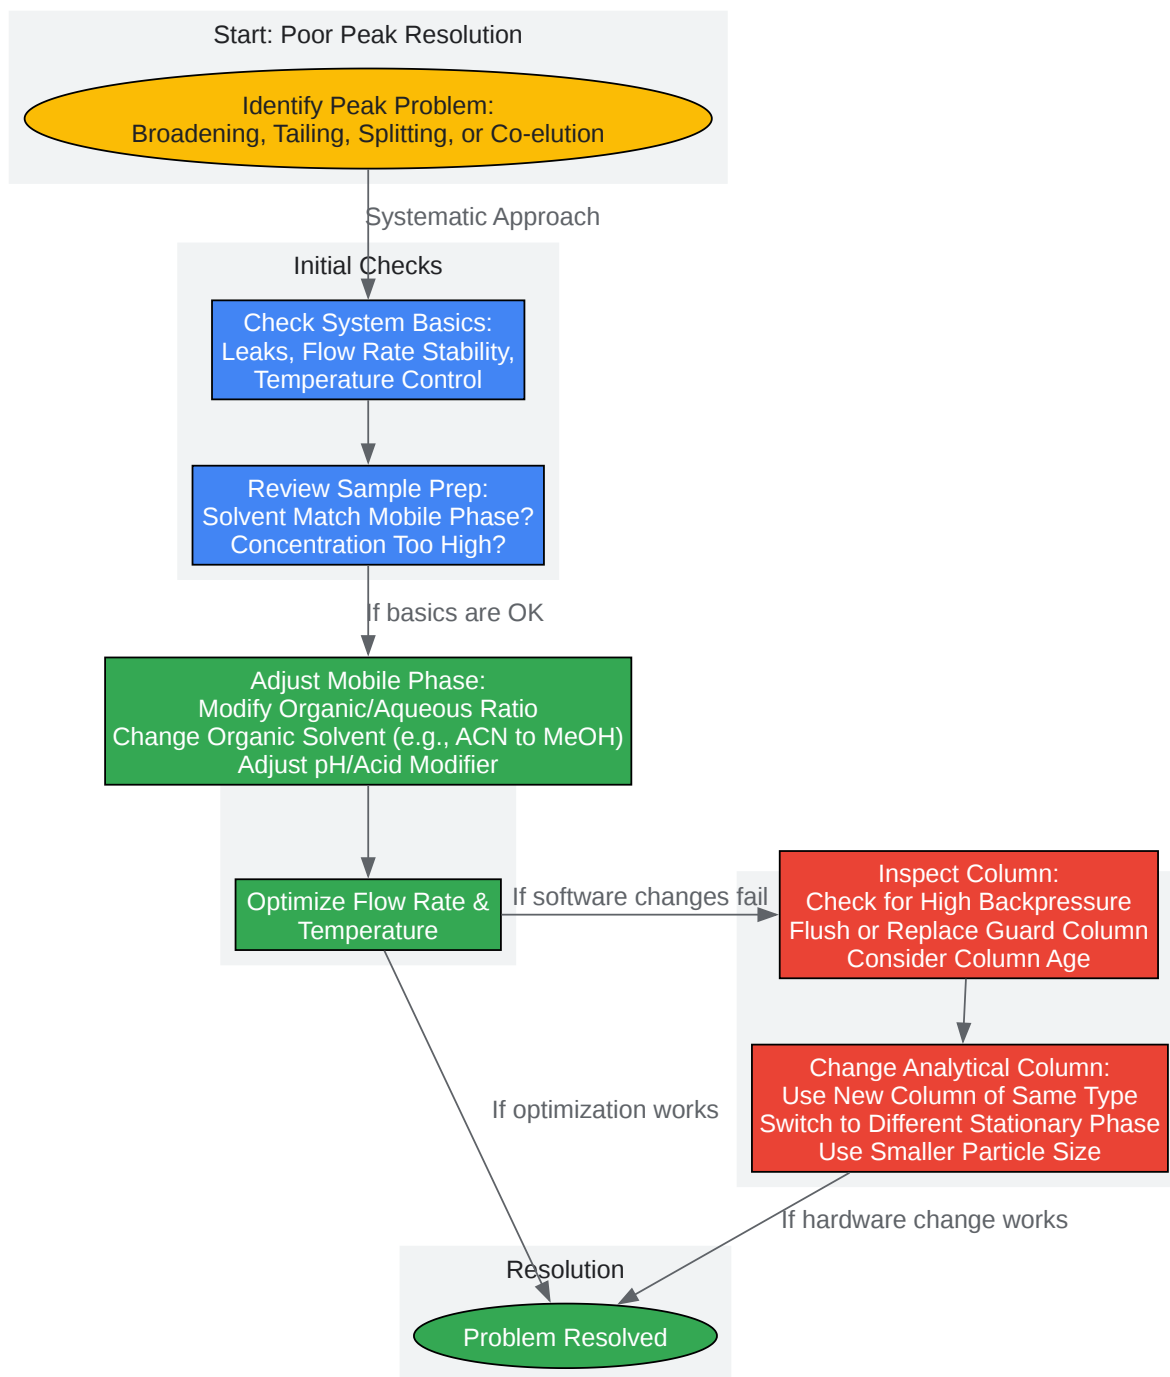 Start: Poor Peak Resolution
Identify Peak Problem:
Broadening, Tailing, Splitting, or Co-elution
Systematic Approach
Initial Checks
Check System Basics:
Leaks, Flow Rate Stability,
Temperature Control
Review Sample Prep:
Solvent Match Mobile Phase?
Concentration Too High?
If basics are OK
Adjust Mobile Phase:
Modify Organic/Aqueous Ratio
Change Organic Solvent (e.g., ACN to MeOH)
Adjust pH/Acid Modifier
Optimize Flow Rate &
Temperature
If software changes fail
Inspect Column:
Check for High Backpressure
Flush or Replace Guard Column
Consider Column Age
Change Analytical Column:
Use New Column of Same Type
Switch to Different Stationary Phase
Use Smaller Particle Size
If optimization works
If hardware change works
Resolution
Problem Resolved